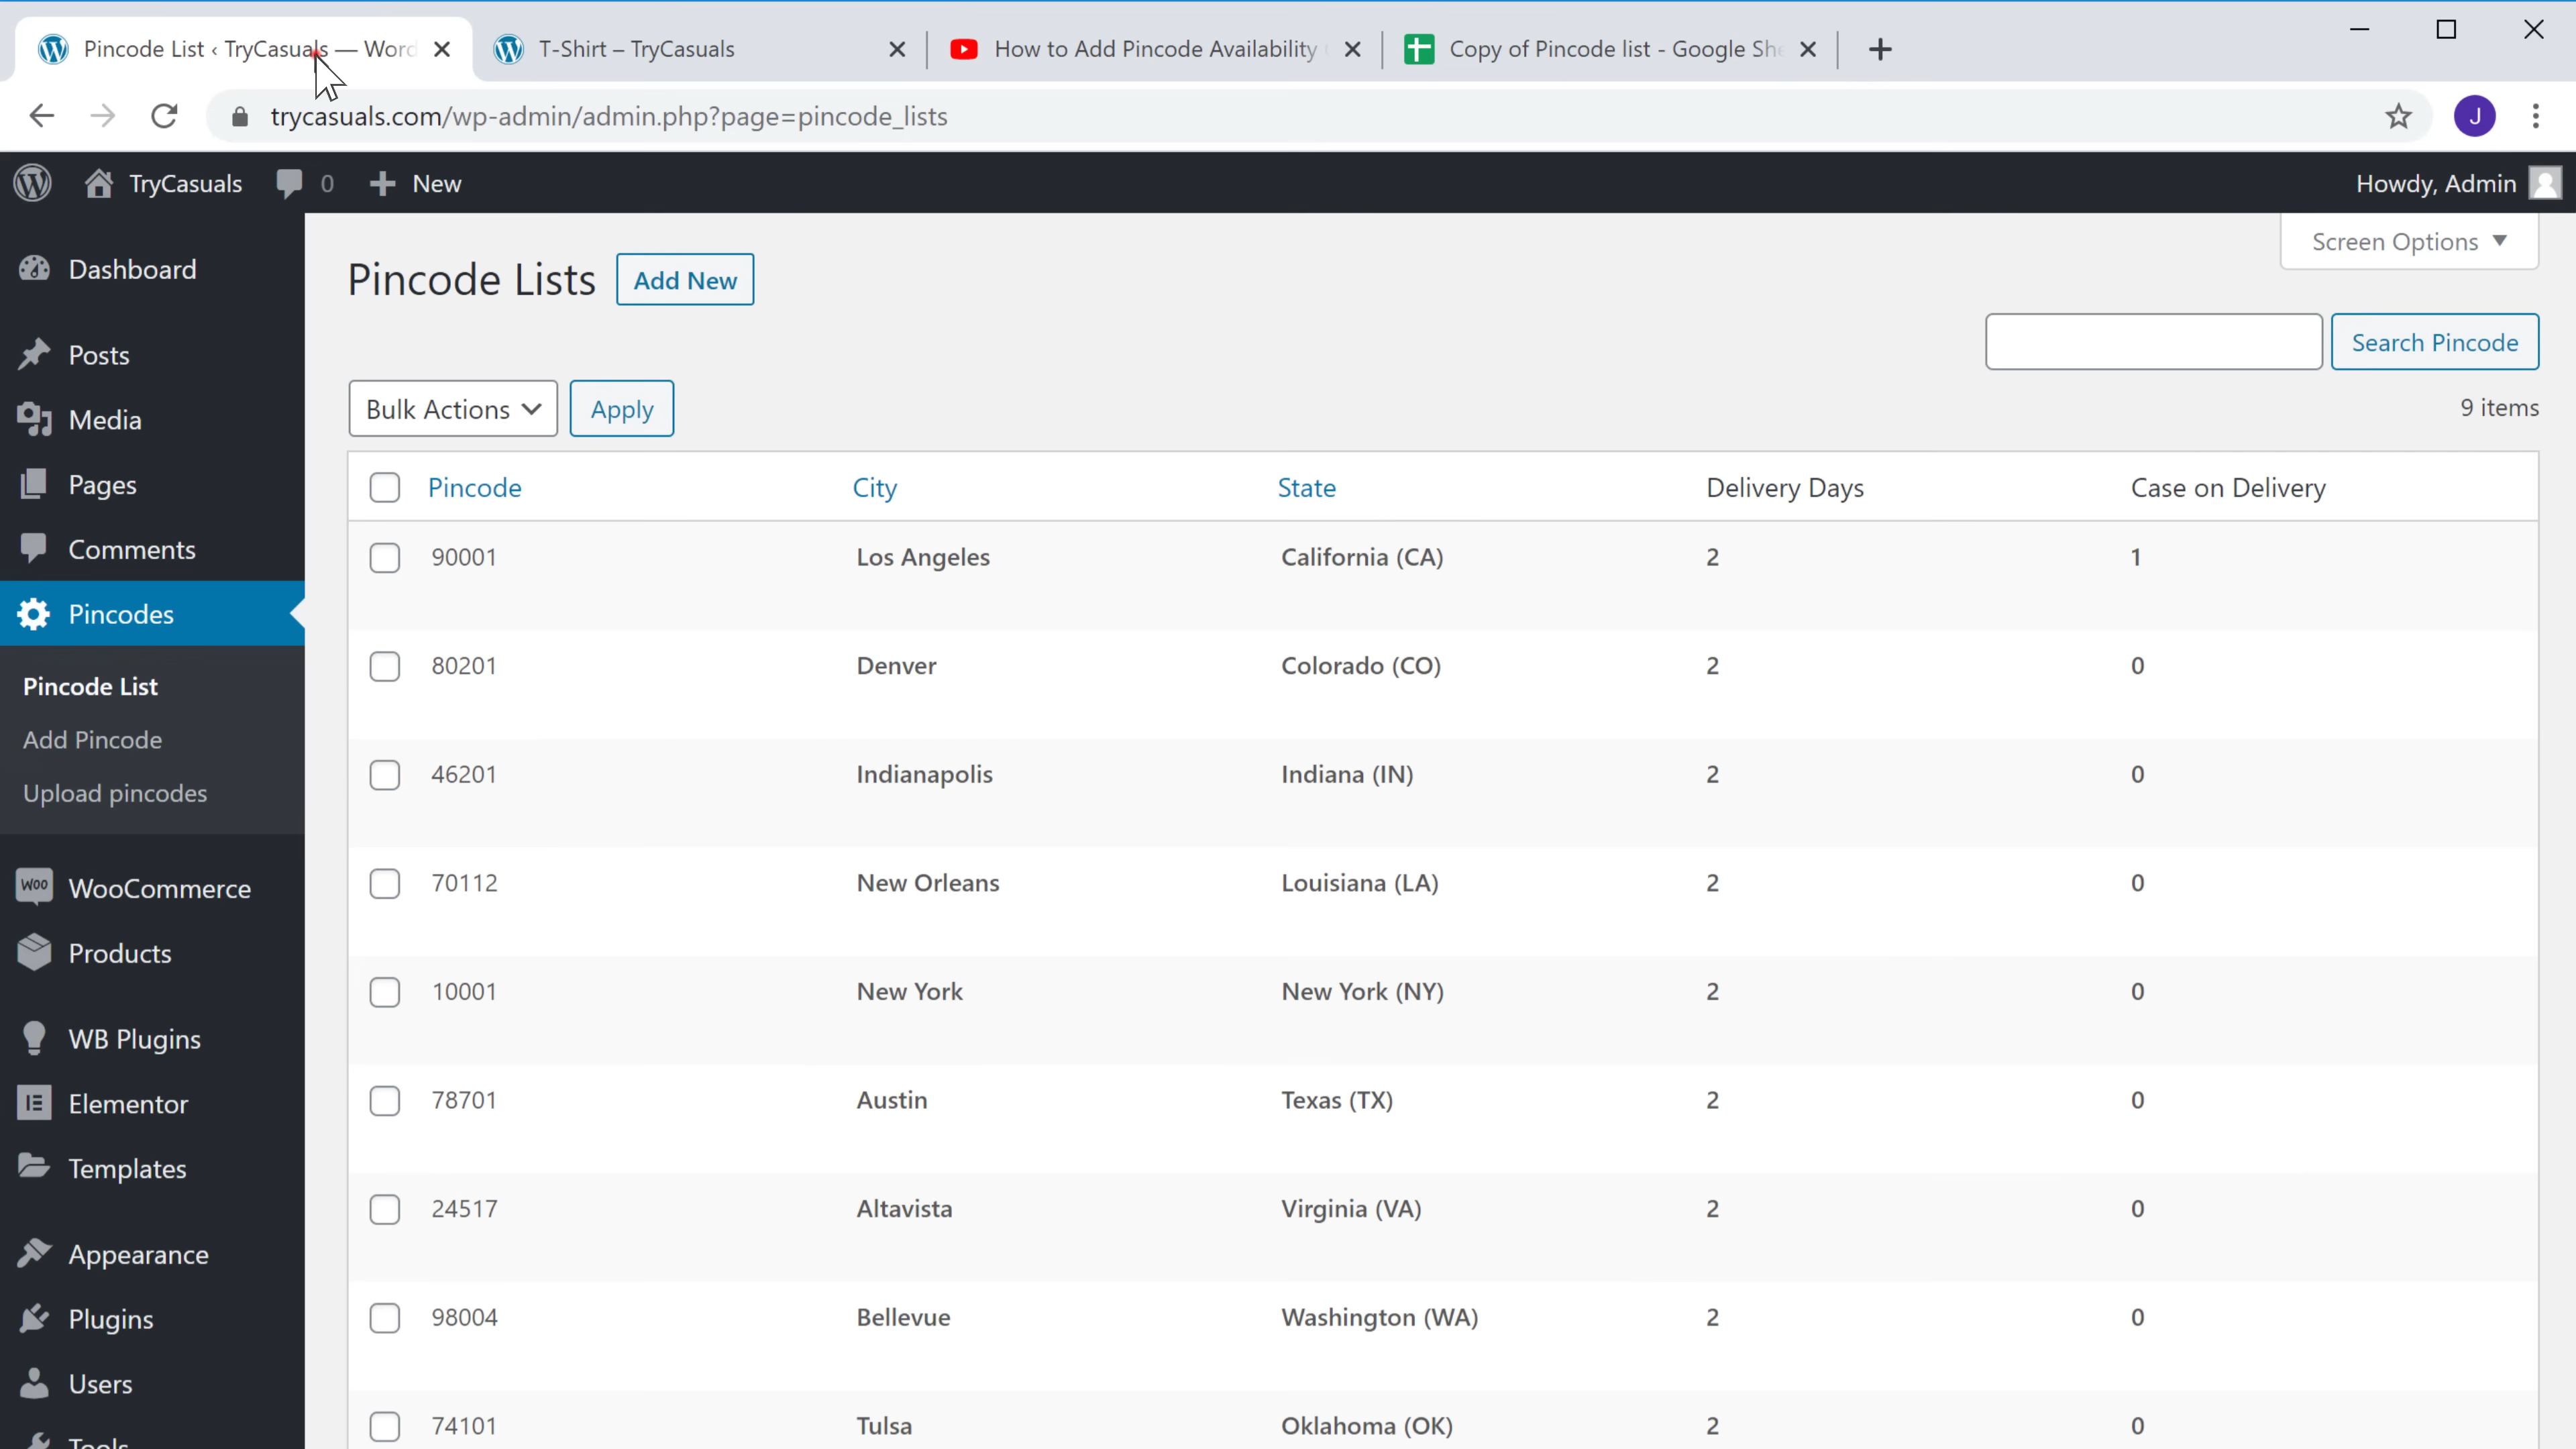 Pincode List ‹ TryCasuals — Word
T-Shirt – TryCasuals
How to Add Pincode Availability
Copy of Pincode list - Google She
trycasuals.com/wp-admin/admin.php?page=pincode_lists
J
TryCasuals
0
New
Howdy, Admin
Dashboard
Posts
Media
Pages
Comments
Pincodes
Pincode List
Add Pincode
Upload pincodes
Woo WooCommerce
Products
WB Plugins
Elementor
Templates
Appearance
Plugins
Users
Tools
Screen Options
Pincode Lists Add New
Search Pincode
Bulk Actions Apply
9 items
Pincode City State Delivery Days Case on Delivery
90001 Los Angeles California (CA) 2 1
80201 Denver Colorado (CO) 2 0
46201 Indianapolis Indiana (IN) 2 0
70112 New Orleans Louisiana (LA) 2 0
10001 New York New York (NY) 2 0
78701 Austin Texas (TX) 2 0
24517 Altavista Virginia (VA) 2 0
98004 Bellevue Washington (WA) 2 0
74101 Tulsa Oklahoma (OK) 2 0